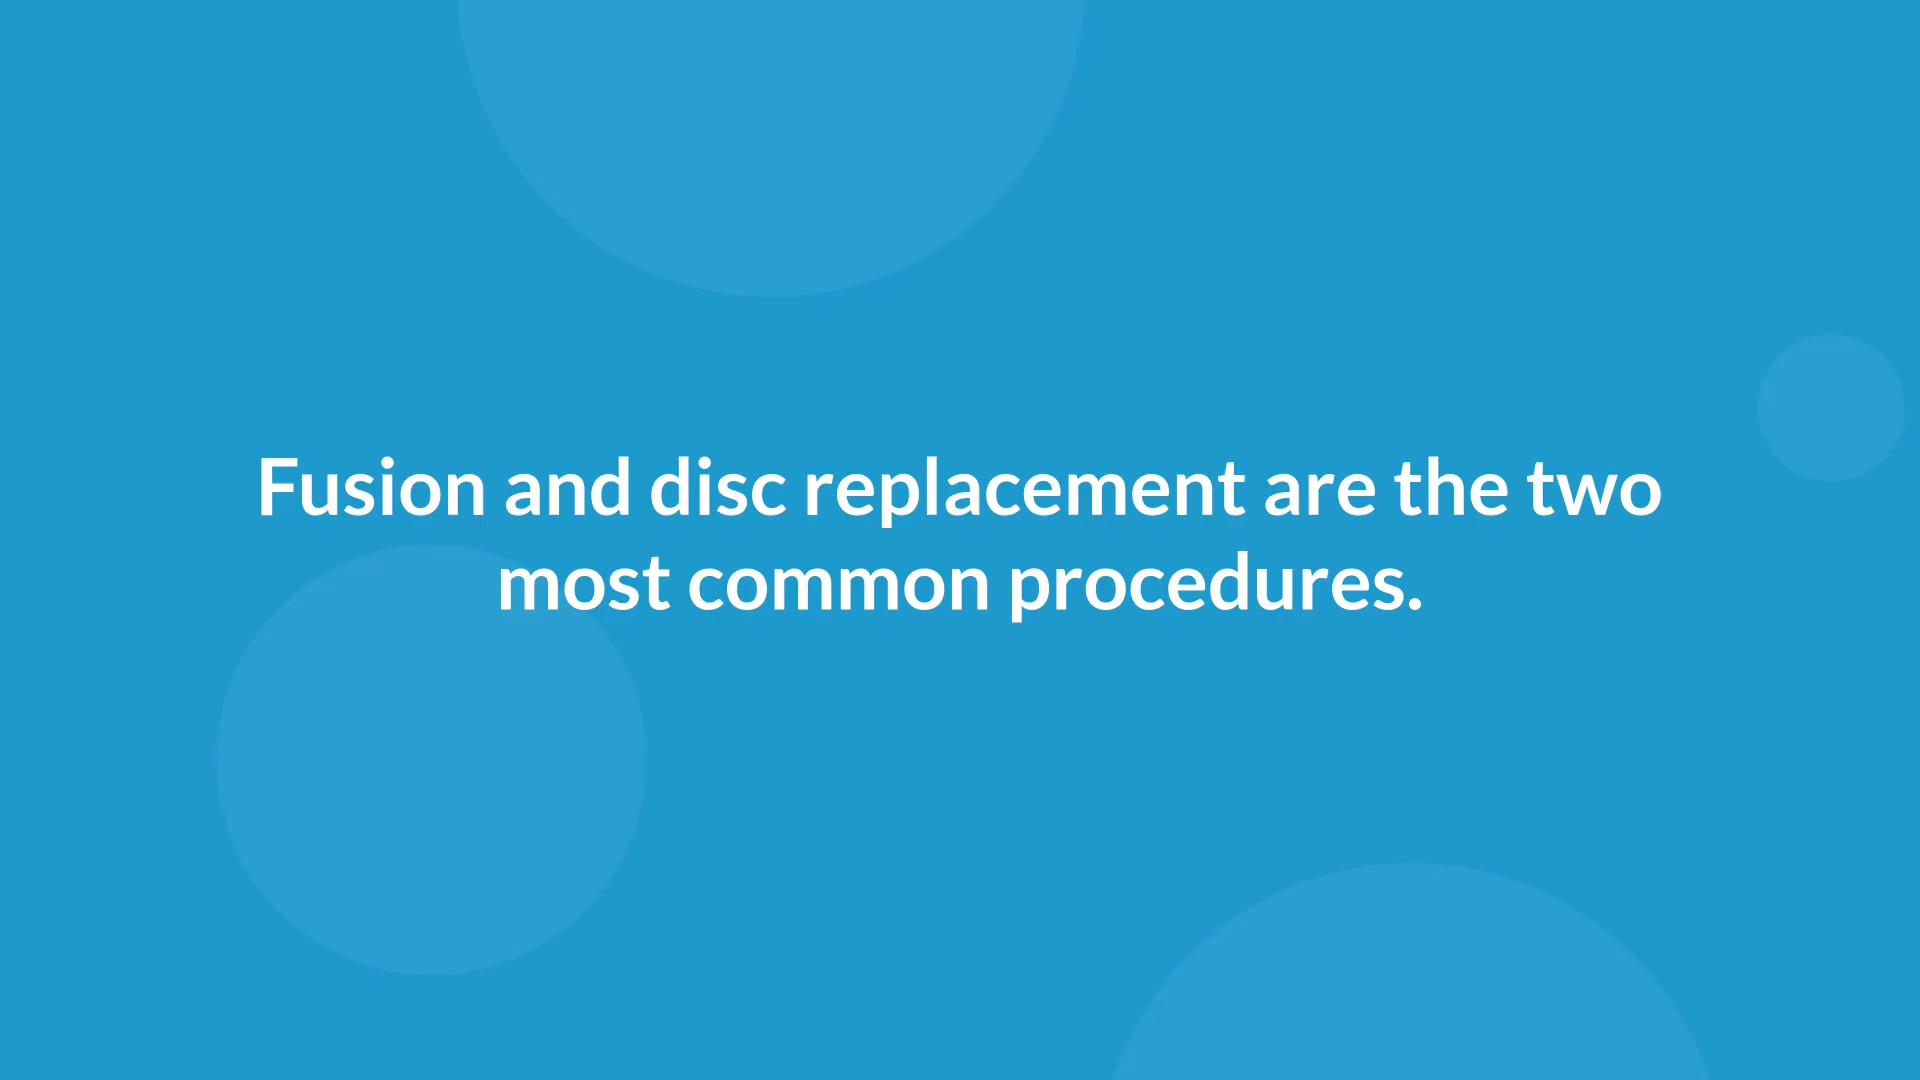 Fusion and disc replacement are the two
most common procedures.